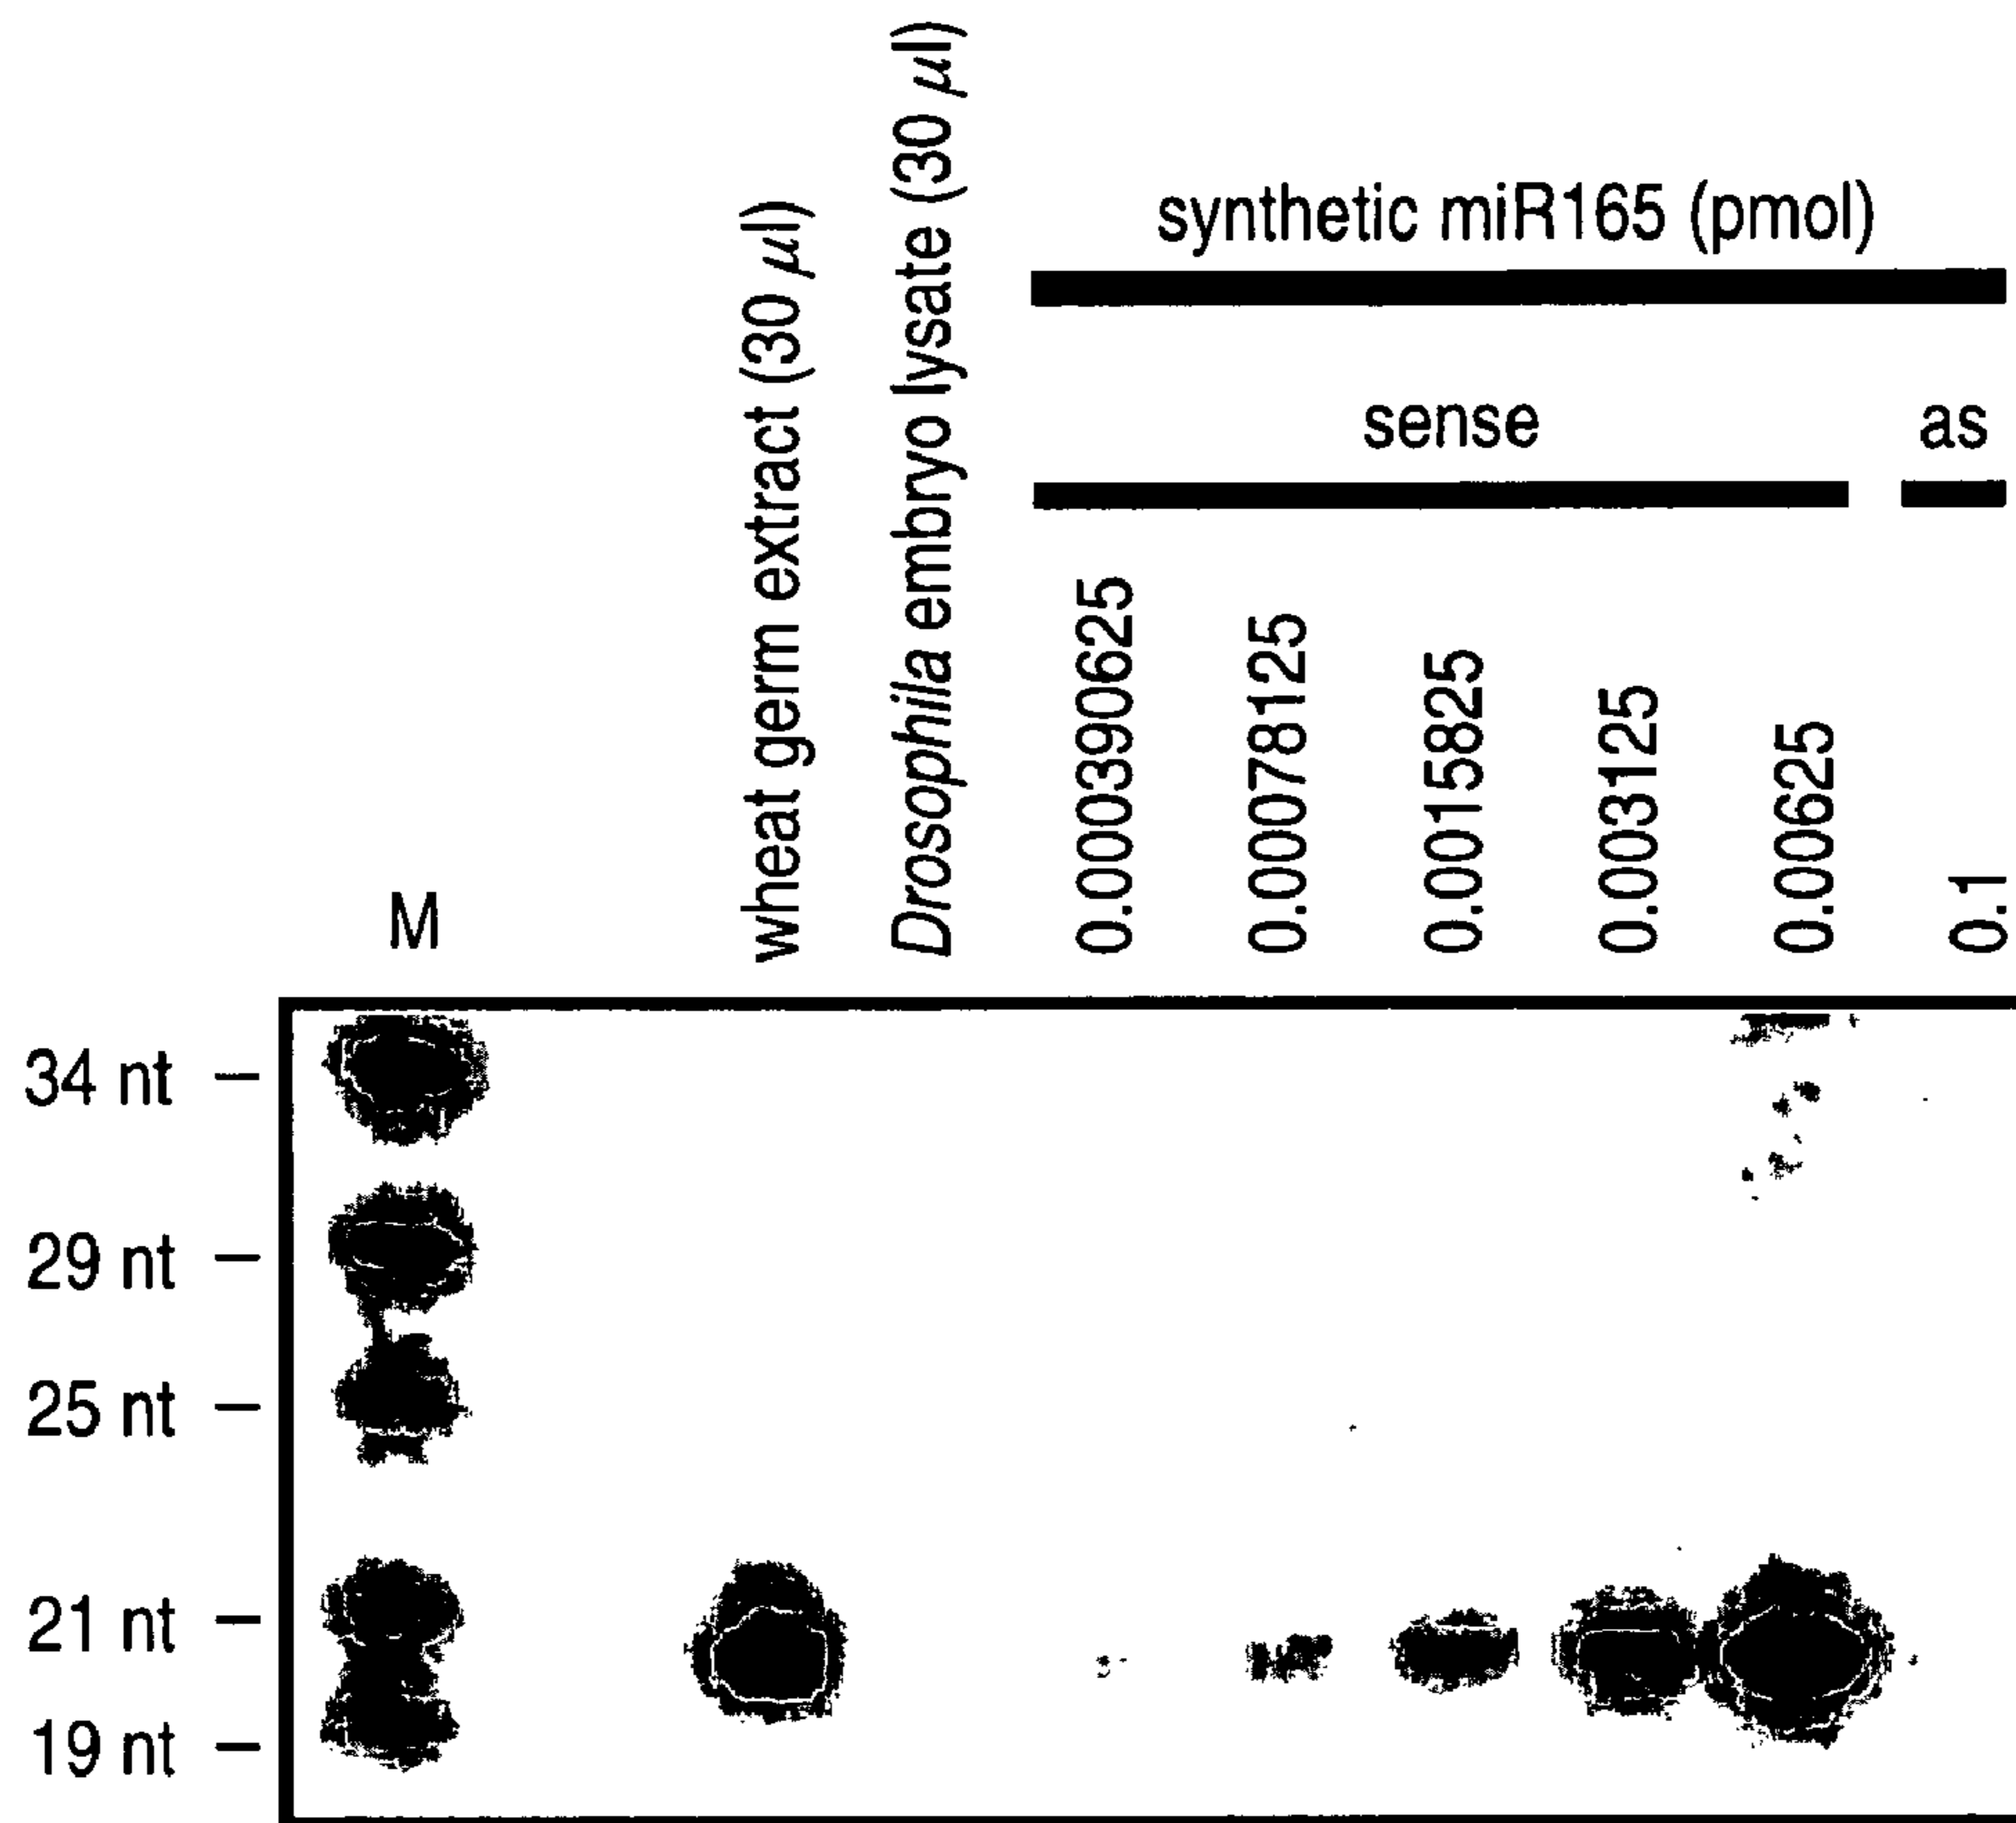 synthetic miR165 (pmol)
sense
as
M
wheat germ extract (30 μl)
Drosophila embryo lysate (30 μl)
0.000390625
0.00078125
0.0015825
0.003125
0.00625
0.1
34 nt
29 nt
25 nt
21 nt
19 nt